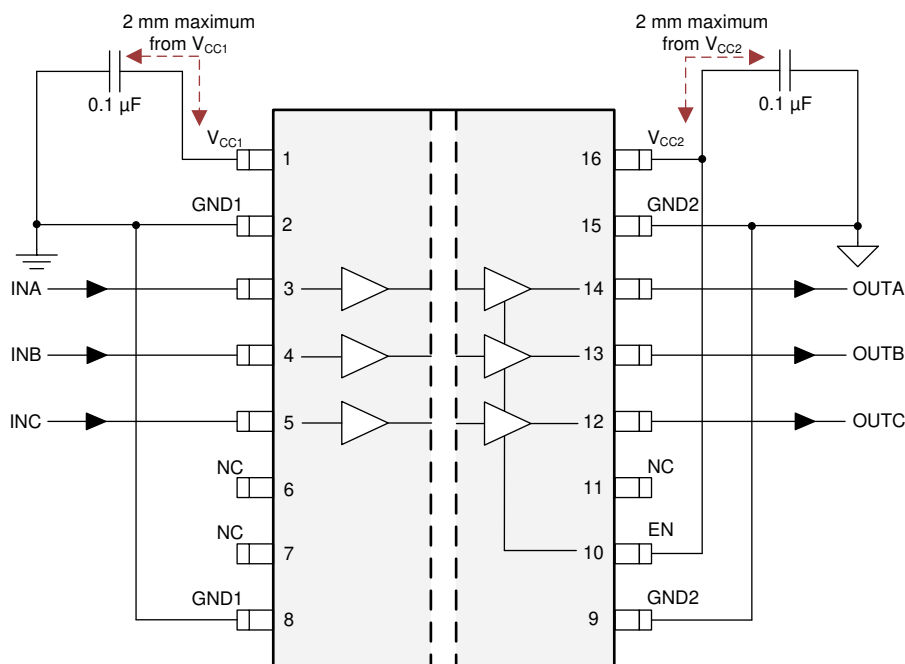 2 mm maximum
from VCC1
2 mm maximum
from VCC2
0.1 µF
0.1 µF
VCC1
1
16
VCC2
GND1
2
15
GND2
INA
3
14
OUTA
INB
4
13
OUTB
INC
5
12
OUTC
NC
6
11
NC
NC
7
10
EN
GND1
8
9
GND2